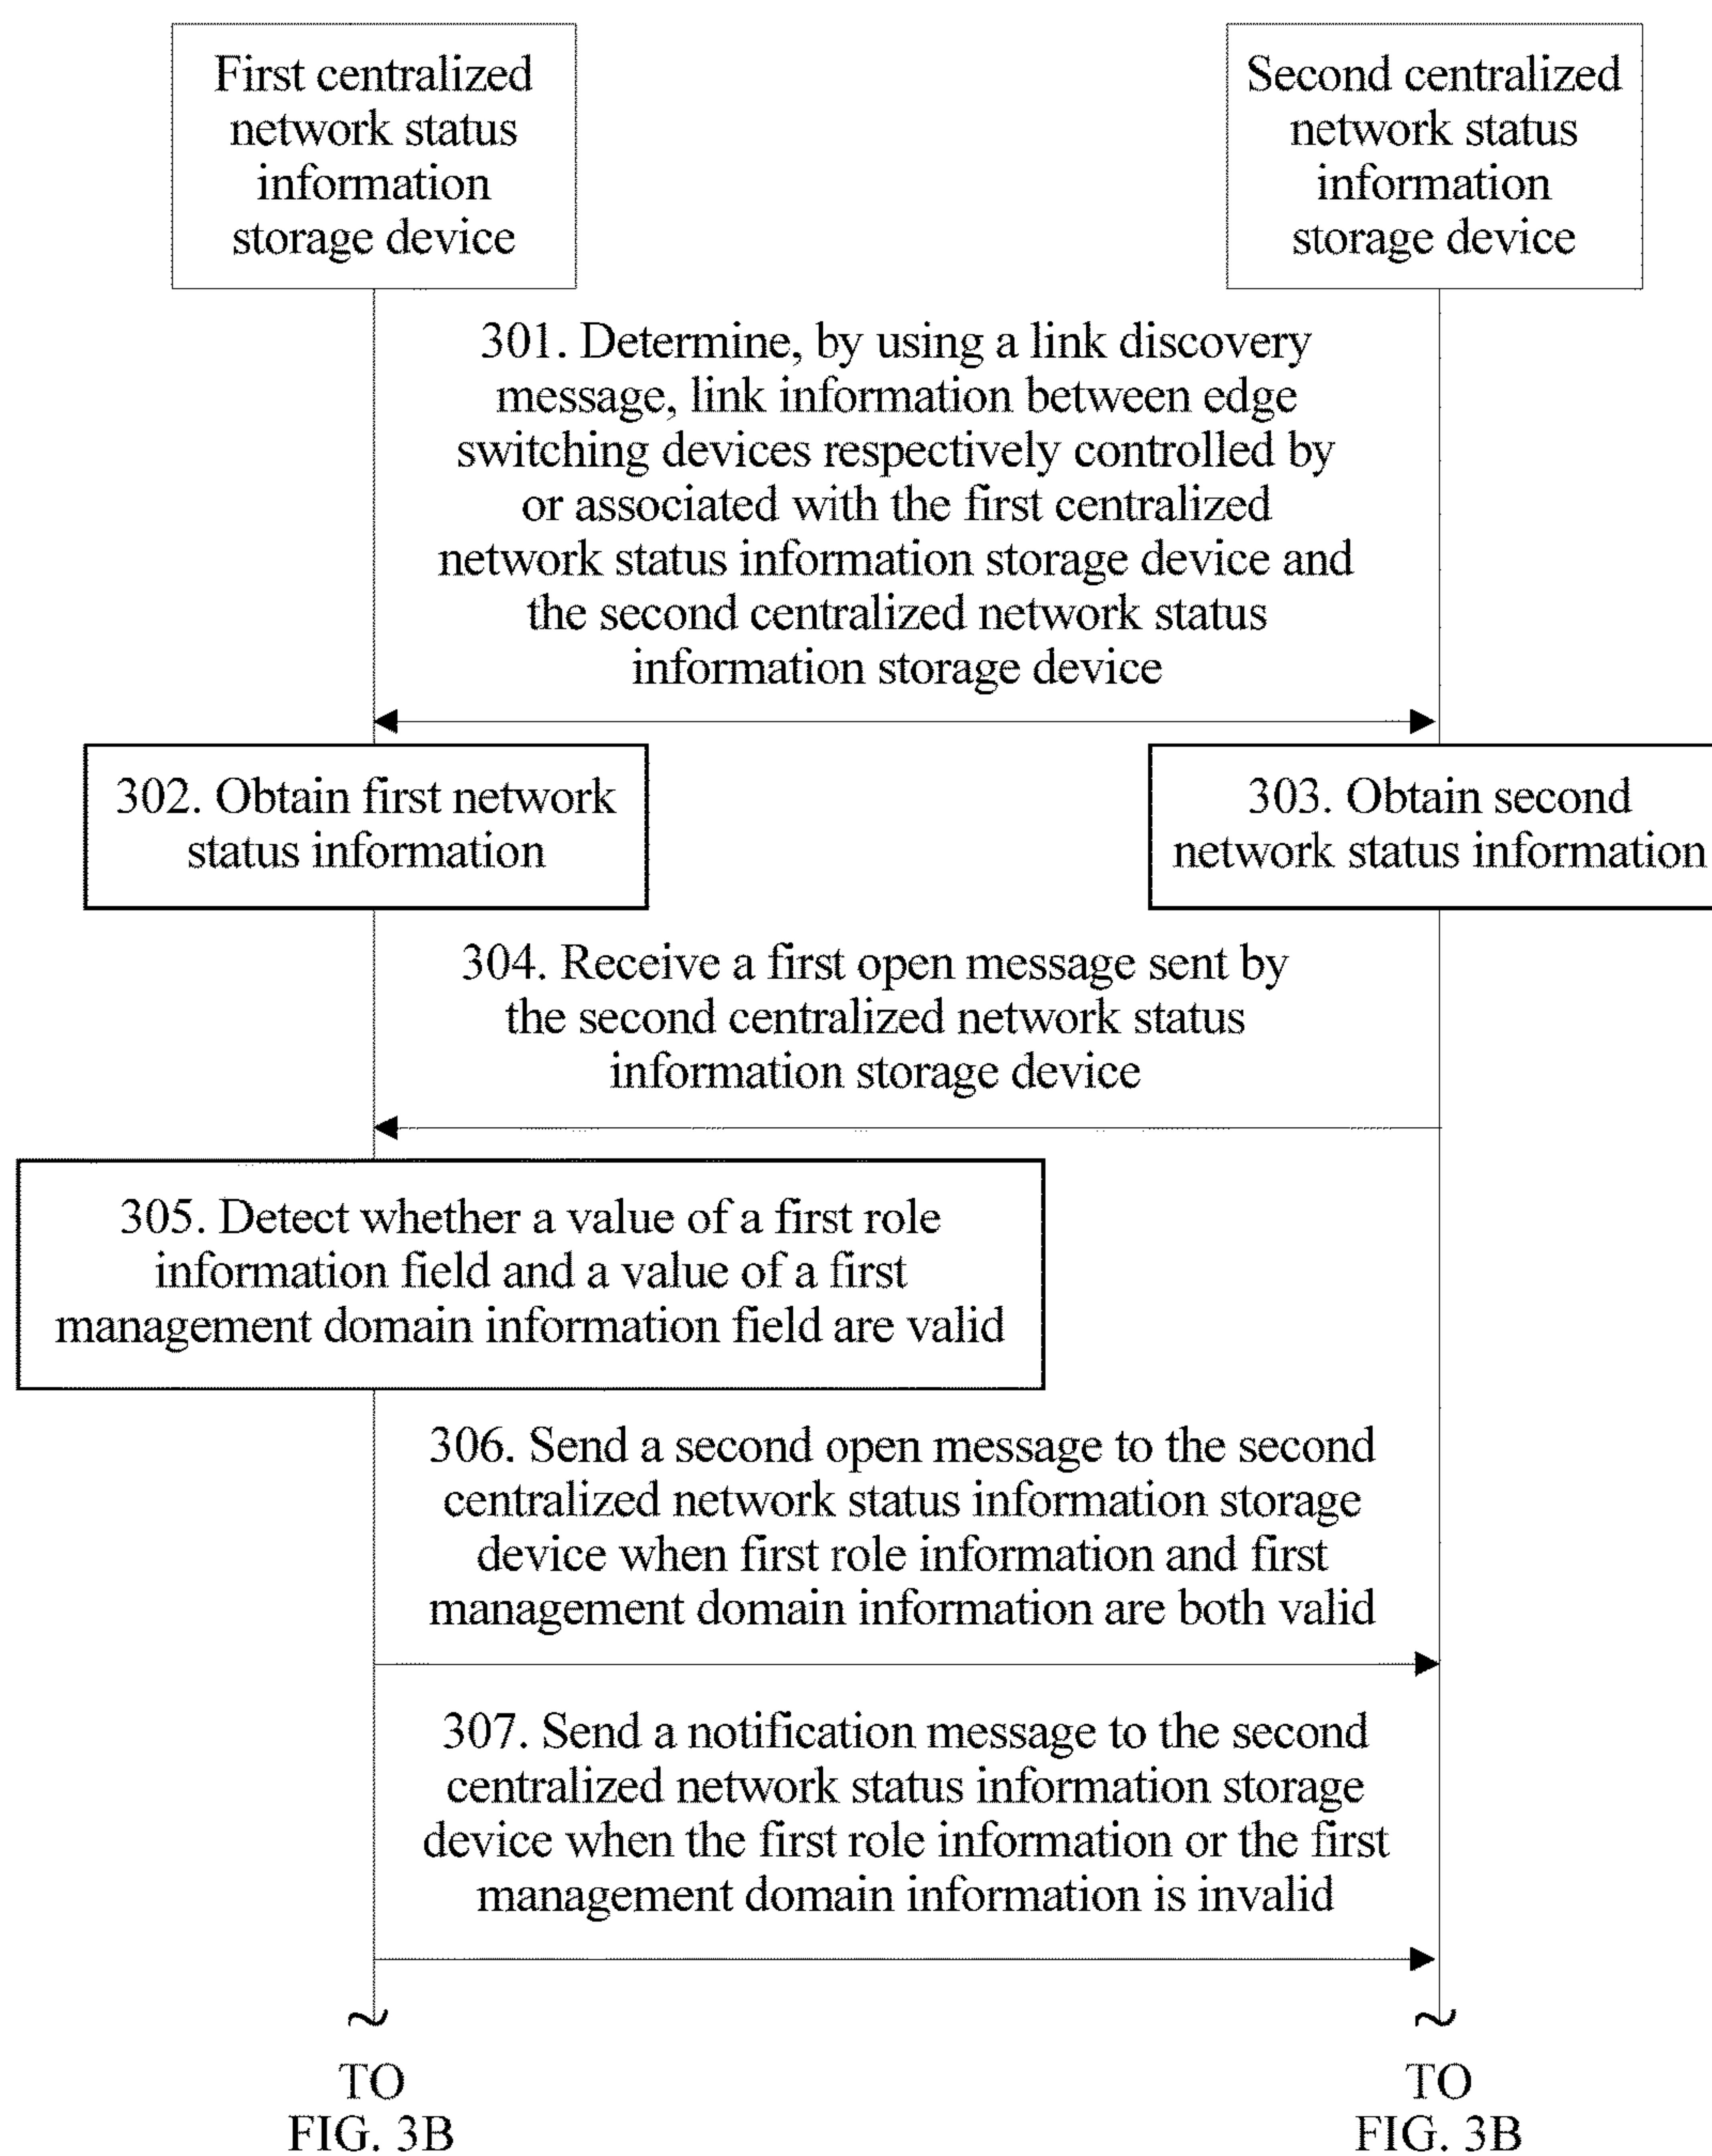 First centralized
network status
information
storage device
Second centralized
network status
information
storage device
301. Determine, by using a link discovery
message, link information between edge
switching devices respectively controlled by
or associated with the first centralized
network status information storage device and
the second centralized network status
information storage device
302. Obtain first network
status information
303. Obtain second
network status information
304. Receive a first open message sent by
the second centralized network status
information storage device
305. Detect whether a value of a first role
information field and a value of a first
management domain information field are valid
306. Send a second open message to the second
centralized network status information storage
device when first role information and first
management domain information are both valid
307. Send a notification message to the second
centralized network status information storage
device when the first role information or the first
management domain information is invalid
TO
FIG. 3B
TO
FIG. 3B